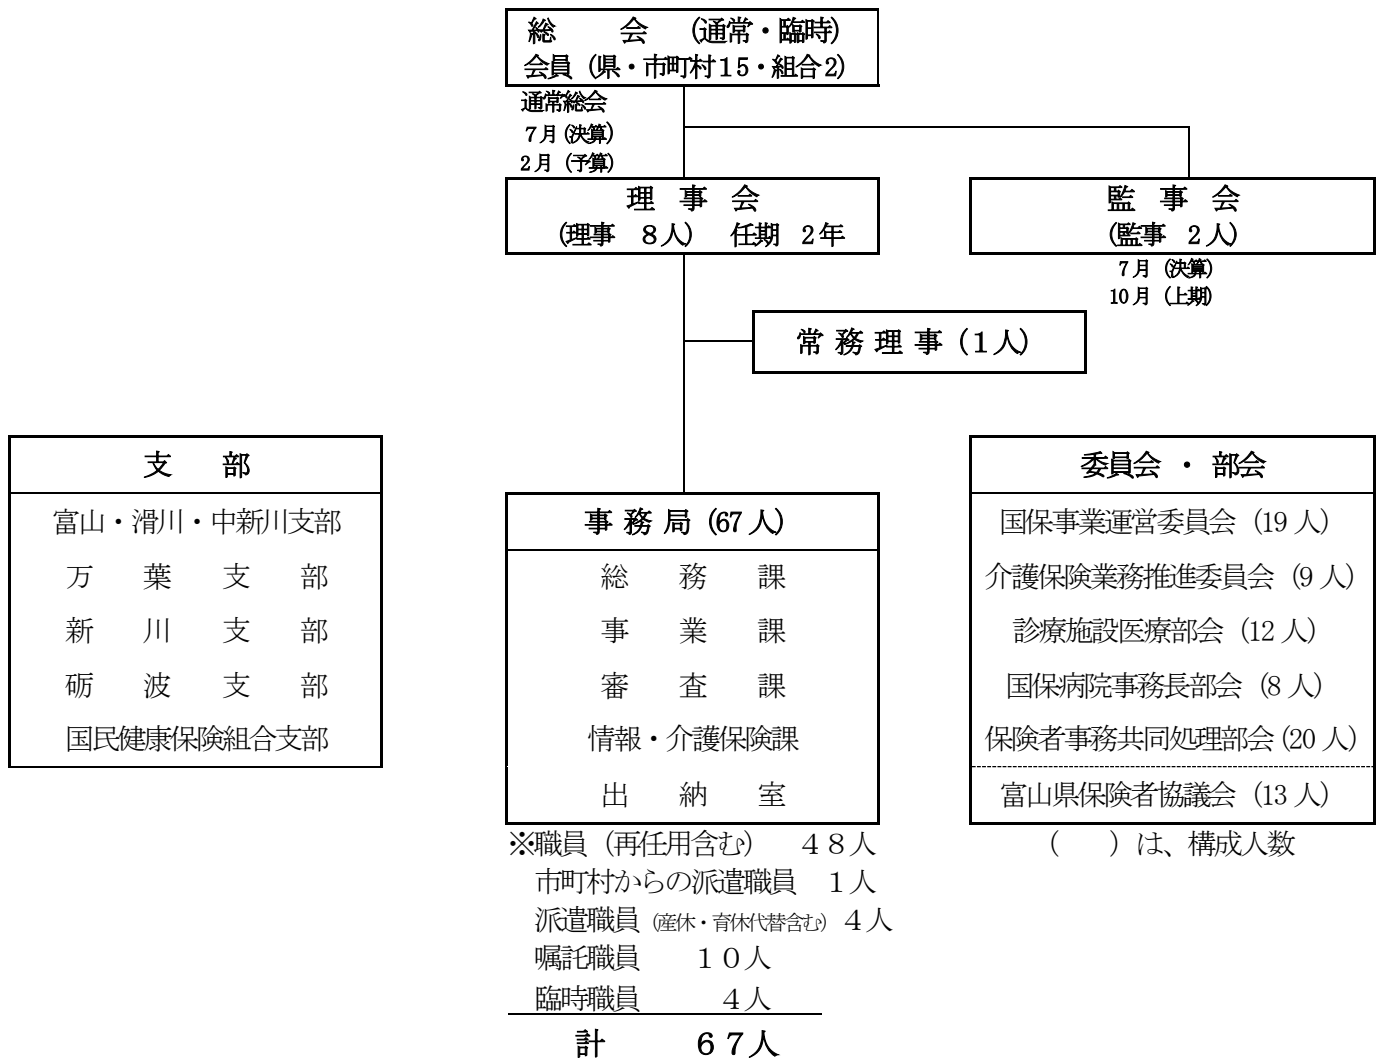 総 会 (通常・臨時)
会員 (県・市町村15・組合2)
通常総会
7月(決算)
2月 (予算)
理 事 会
(理事 8人) 任期 2年
監 事 会
(監事 2人)
7月 (決算)
10月 (上期)
常 務 理 事 (1人)
支 部
富山・滑川・中新川支部
万 葉 支 部
新 川 支 部
砺 波 支 部
国民健康保険組合支部
事 務 局 (67人)
総 務 課
事 業 課
審 査 課
情報・介護保険課
出 納 室
※職員 (再任用含む) 48人
市町村からの派遣職員 1人
派遣職員 (産休・育休代替含む) 4人
嘱託職員 10人
臨時職員 4人
計 67人
委員会 ・ 部会
国保事業運営委員会 (19人)
介護保険業務推進委員会 (9人)
診療施設医療部会 (12人)
国保病院事務長部会 (8人)
保険者事務共同処理部会 (20人)
富山県保険者協議会 (13人)
( ) は、構成人数